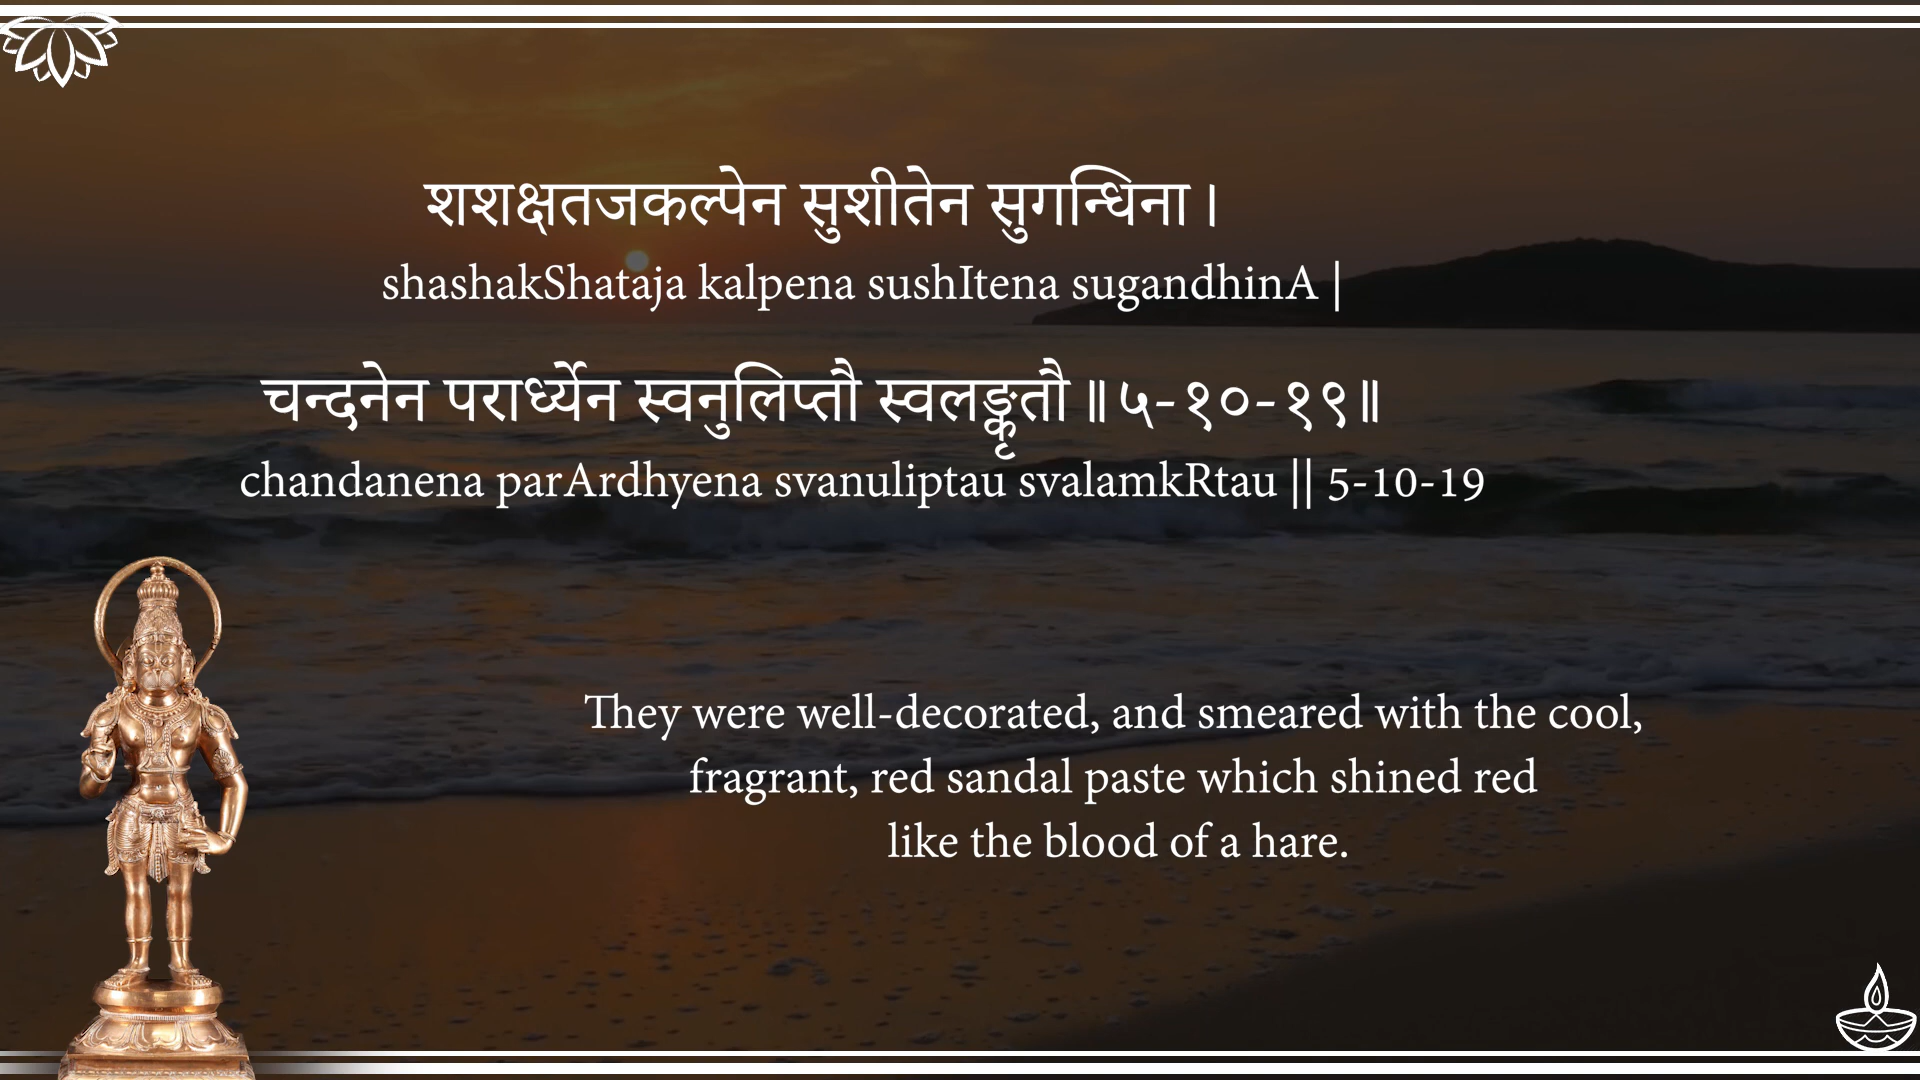 शशक्षतजकल्पेन सुशीतेन सुगन्धिना ।
shashakShataja kalpena sushItena sugandhinA |
चन्दनेन परार्ध्येन स्वनुलिप्तौ स्वलङ्कृतौ ॥ ५-१०-१९॥
chandanena parArdhyena svanuliptau svalamkRtau || 5-10-19
They were well-decorated, and smeared with the cool,
fragrant, red sandal paste which shined red
like the blood of a hare.